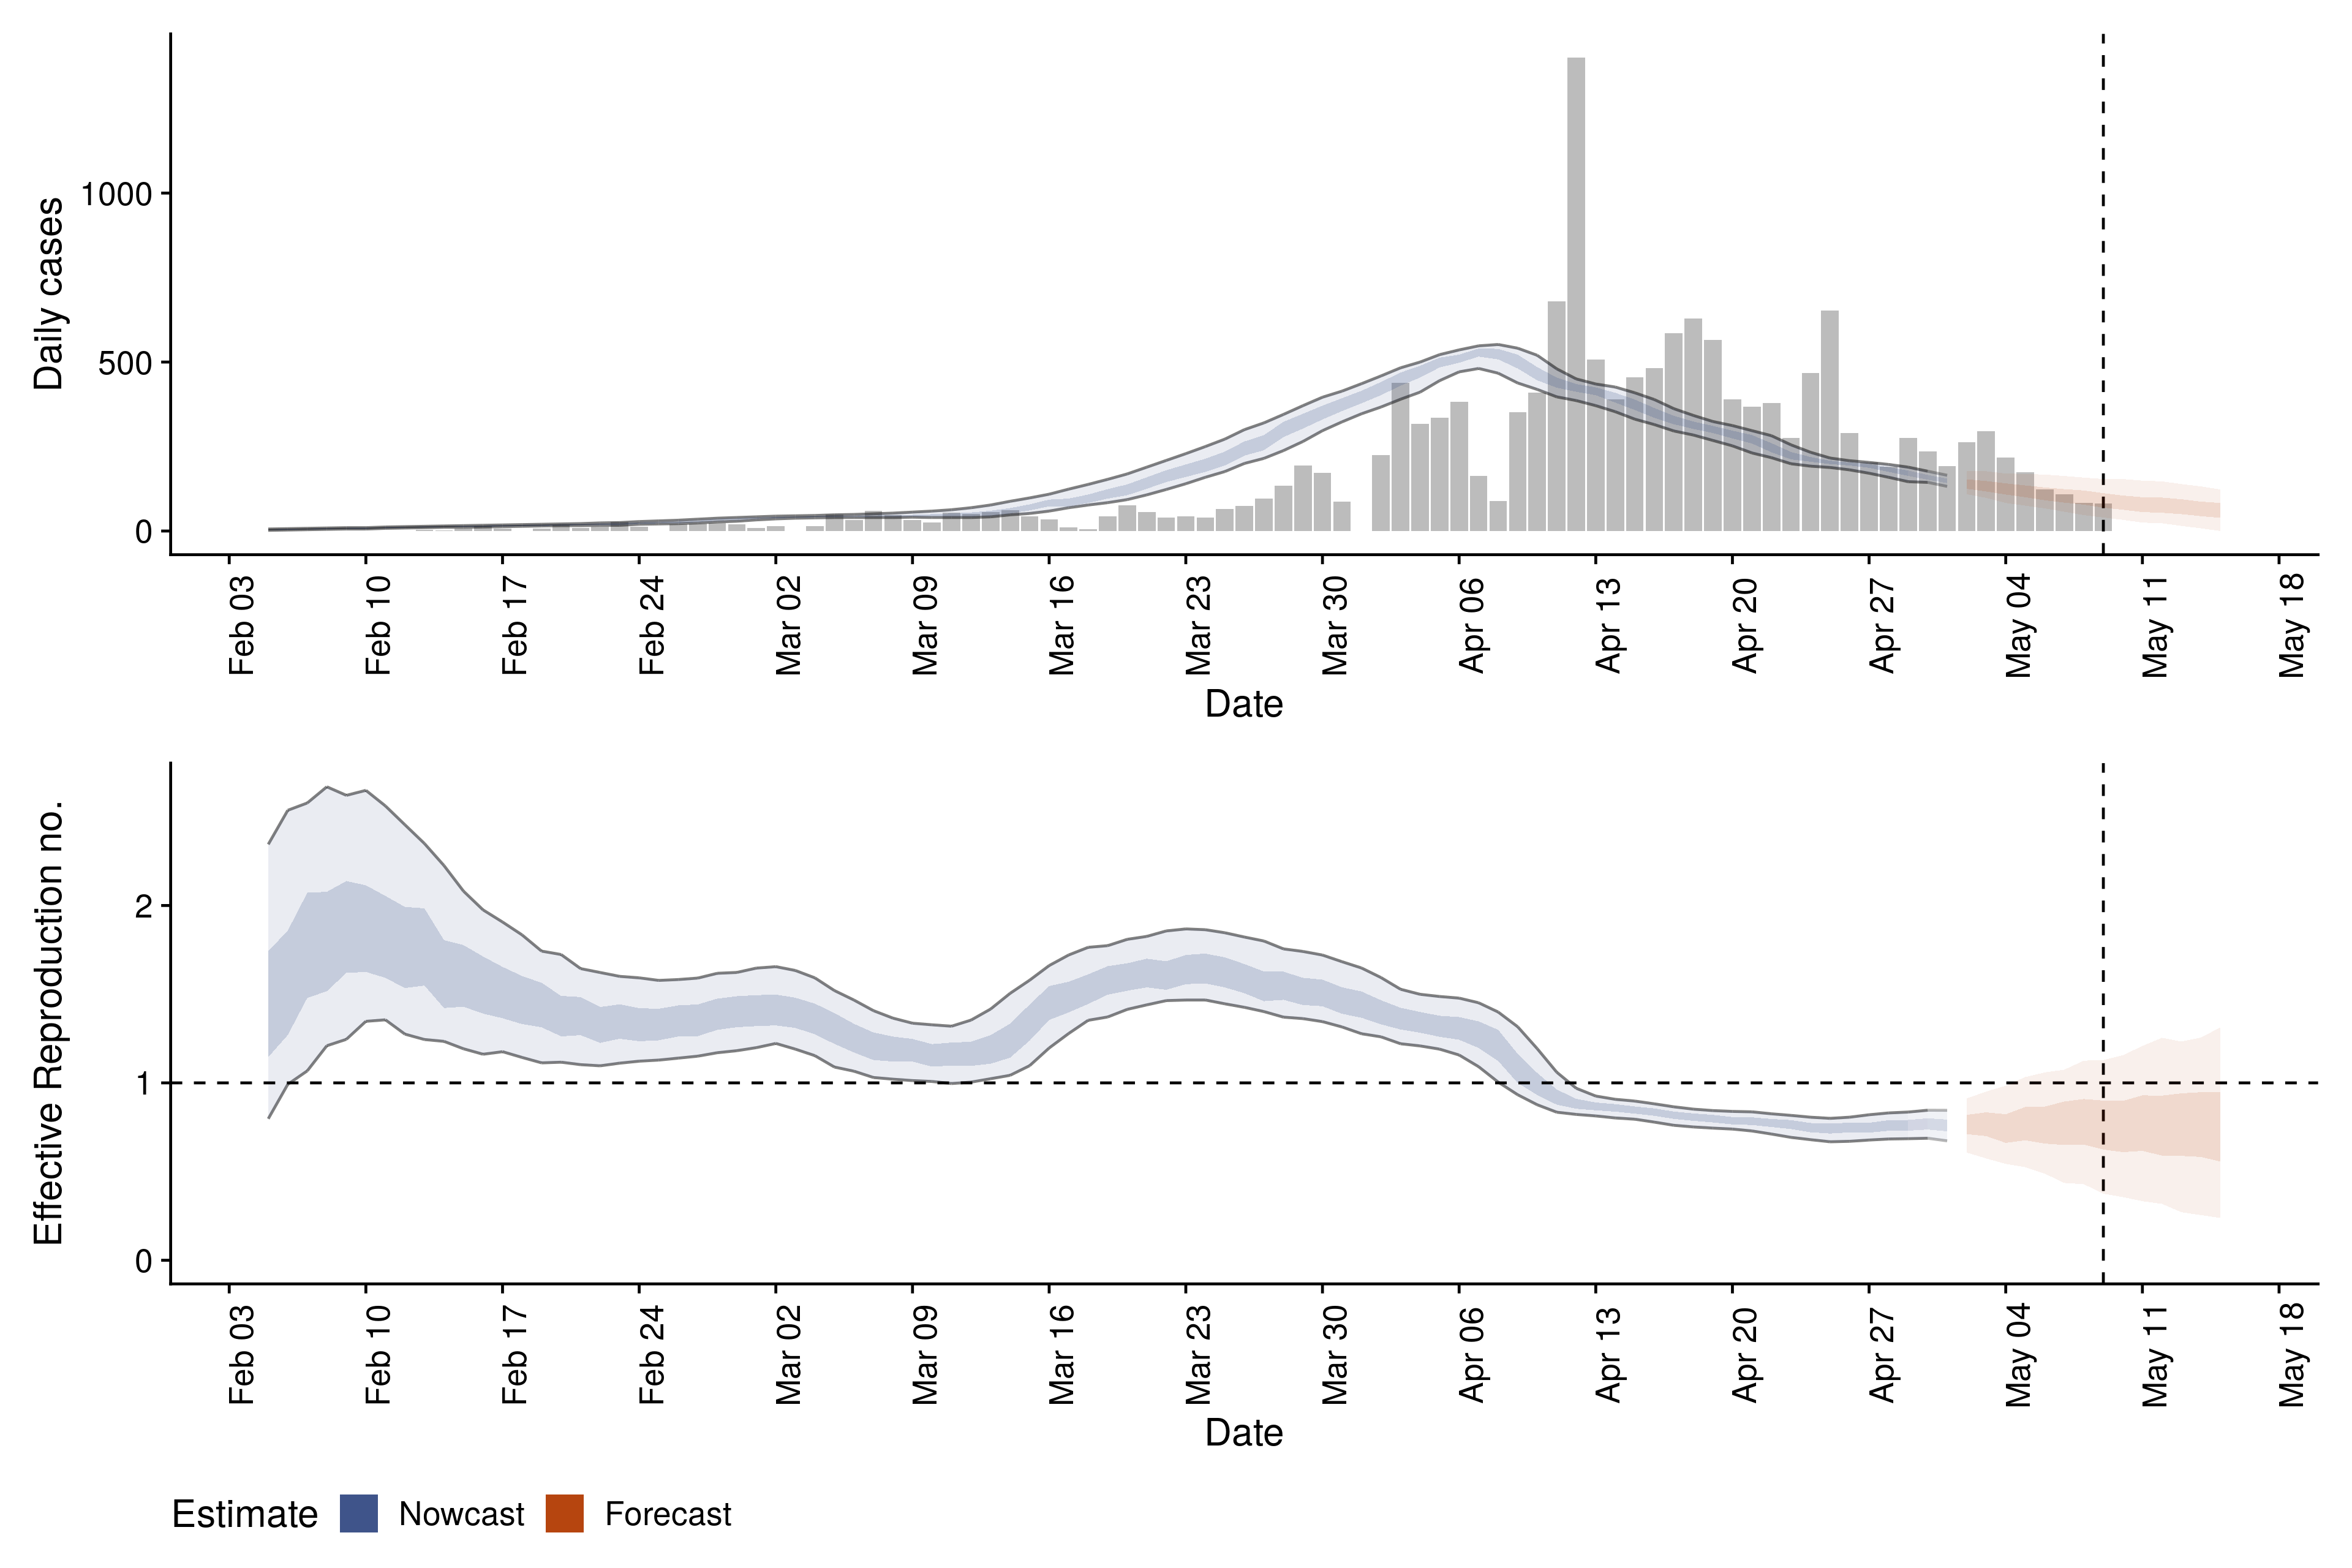 Daily cases
1000
500
0
Feb 03 Feb 10 Feb 17 Feb 24 Mar 02 Mar 09 Mar 16 Mar 23 Mar 30 Apr 06 Apr 13 Apr 20 Apr 27 May 04 May 11 May 18
Date
Effective Reproduction no.
2
1
0
Feb 03 Feb 10 Feb 17 Feb 24 Mar 02 Mar 09 Mar 16 Mar 23 Mar 30 Apr 06 Apr 13 Apr 20 Apr 27 May 04 May 11 May 18
Date
Estimate Nowcast Forecast